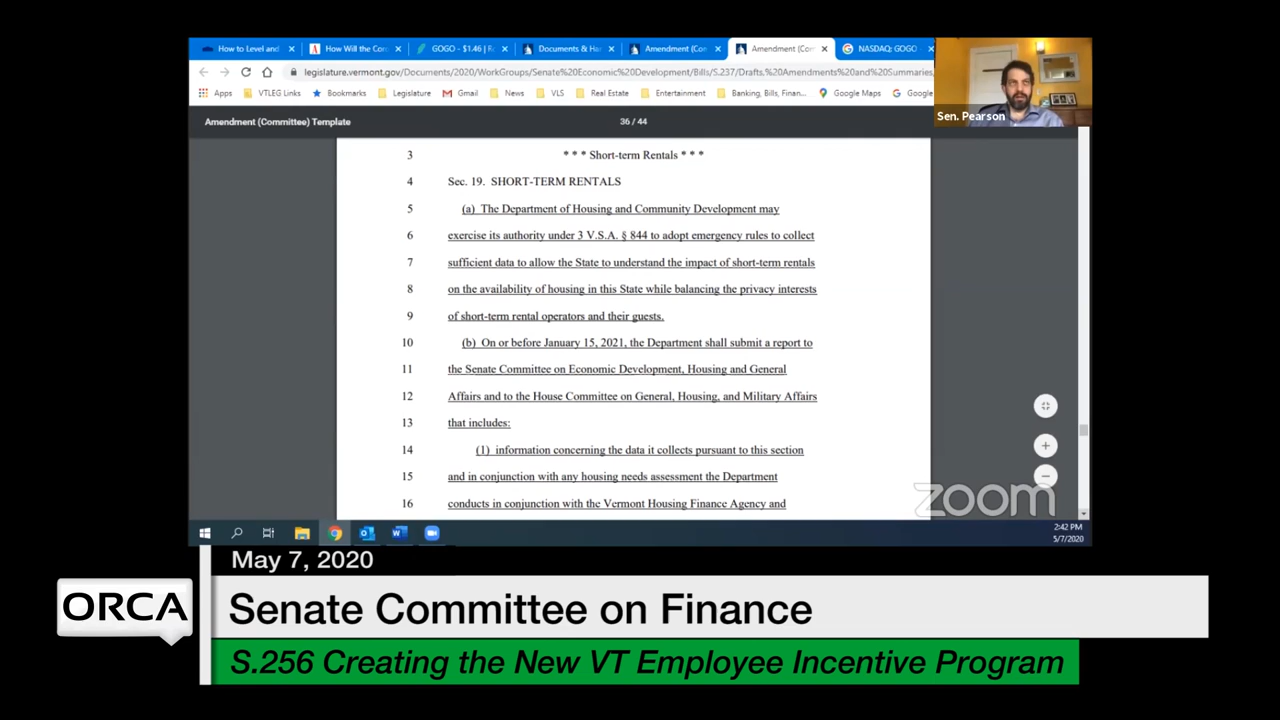 How to Level and
How Will the Cor
GOGO - $1.46 | R
Documents & Ha
Amendment (Con
Amendment (Con
NASDAQ: GOGO
legislature.vermont.gov/Documents/2020/WorkGroups/Senate%20Economic%20Development/Bills/S.237/Drafts,%20Amendments%20and%20Summaries,
Apps
VTLEG Links
Bookmarks
Legislature
Gmail
News
VLS
Real Estate
Entertainment
Banking, Bills, Finan...
Google Maps
Google
Sen. Pearson
Amendment (Committee) Template
36 / 44
3 * * * Short-term Rentals * * *
4 Sec. 19. SHORT-TERM RENTALS
5 (a) The Department of Housing and Community Development may
6 exercise its authority under 3 V.S.A. § 844 to adopt emergency rules to collect
7 sufficient data to allow the State to understand the impact of short-term rentals
8 on the availability of housing in this State while balancing the privacy interests
9 of short-term rental operators and their guests.
10 (b) On or before January 15, 2021, the Department shall submit a report to
11 the Senate Committee on Economic Development, Housing and General
12 Affairs and to the House Committee on General, Housing, and Military Affairs
13 that includes:
14 (1) information concerning the data it collects pursuant to this section
15 and in conjunction with any housing needs assessment the Department
16 conducts in conjunction with the Vermont Housing Finance Agency and
zoom
2:42 PM
5/7/2020
May 7, 2020
ORCA
Senate Committee on Finance
S.256 Creating the New VT Employee Incentive Program